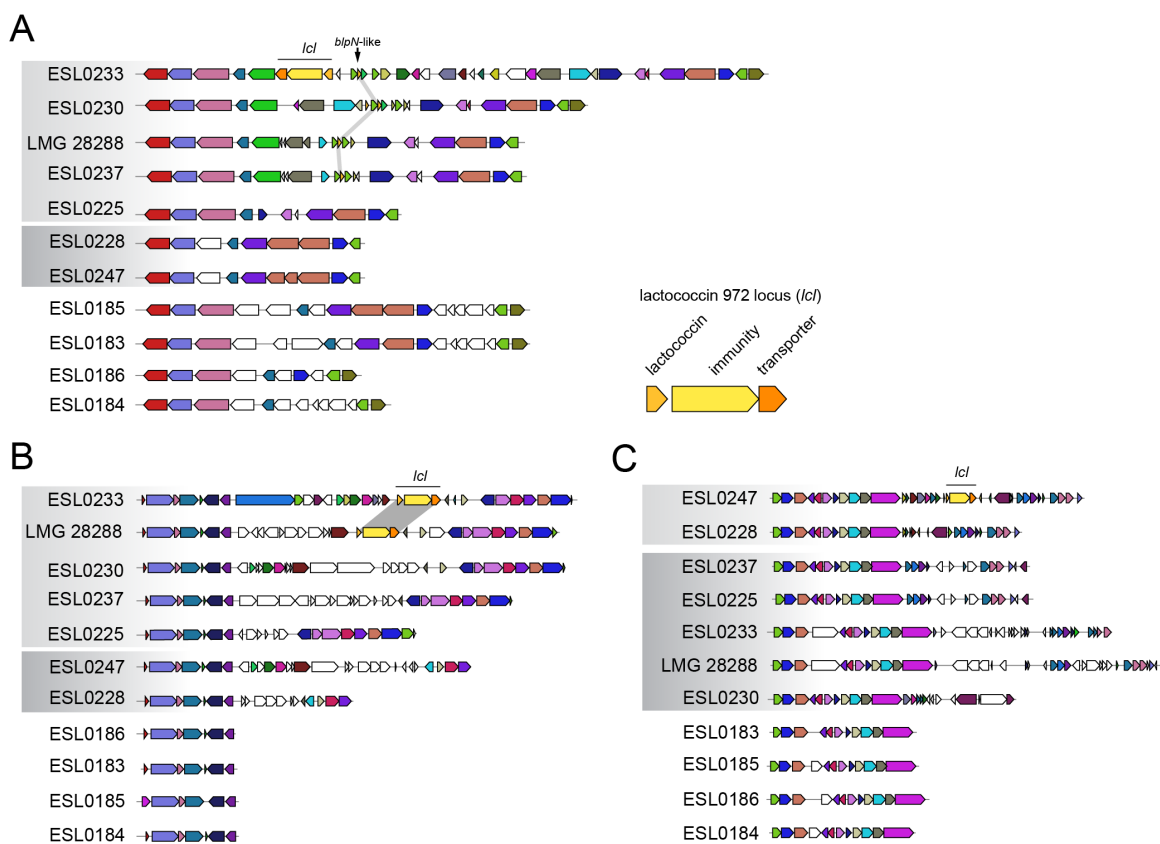 A
lcl
blpN-like
ESL0233
ESL0230
LMG 28288
ESL0237
ESL0225
ESL0228
ESL0247
ESL0185
ESL0183
ESL0186
ESL0184
lactococcin 972 locus (lcl)
lactococcin
immunity
transporter
B
lcl
ESL0233
LMG 28288
ESL0230
ESL0237
ESL0225
ESL0247
ESL0228
ESL0186
ESL0183
ESL0185
ESL0184
C
lcl
ESL0247
ESL0228
ESL0237
ESL0225
ESL0233
LMG 28288
ESL0230
ESL0183
ESL0185
ESL0186
ESL0184